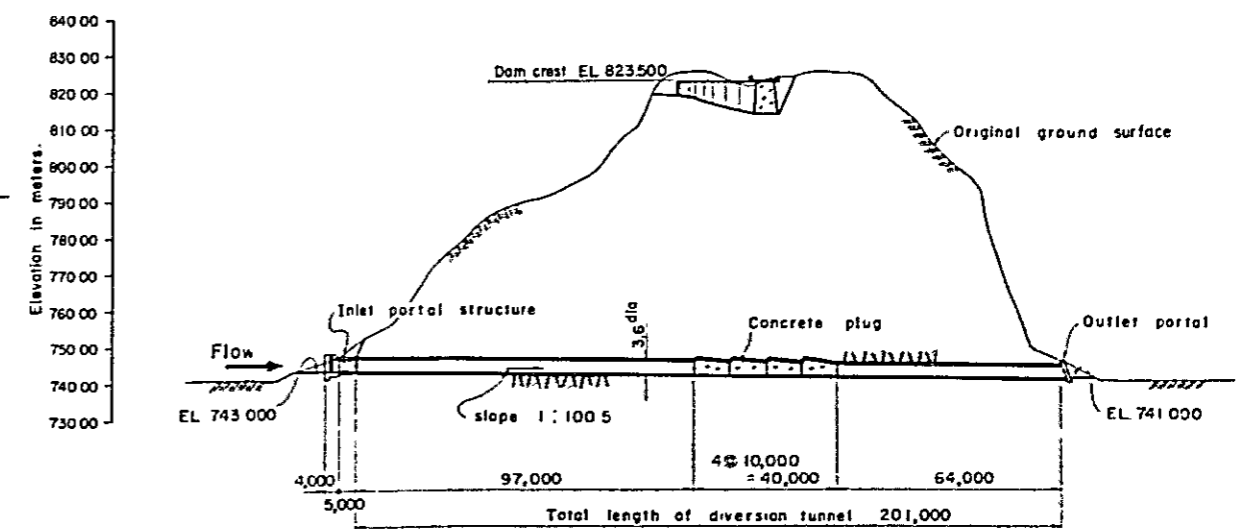 840 00
830 00
820 00
810 00
800 00
790 00
780 00
770 00
760 00
750 00
740 00
730 00
Elevation in meters.
Dam crest EL 823.500
Original ground surface
Inlet portal structure
3.6 dia
Concrete plug
Outlet portal
Flow
EL 743 000
slope 1 : 100 5
EL. 741 000
4@10,000
4,000
97,000
= 40,000
64,000
5,000
Total length of diversion tunnel 201,000